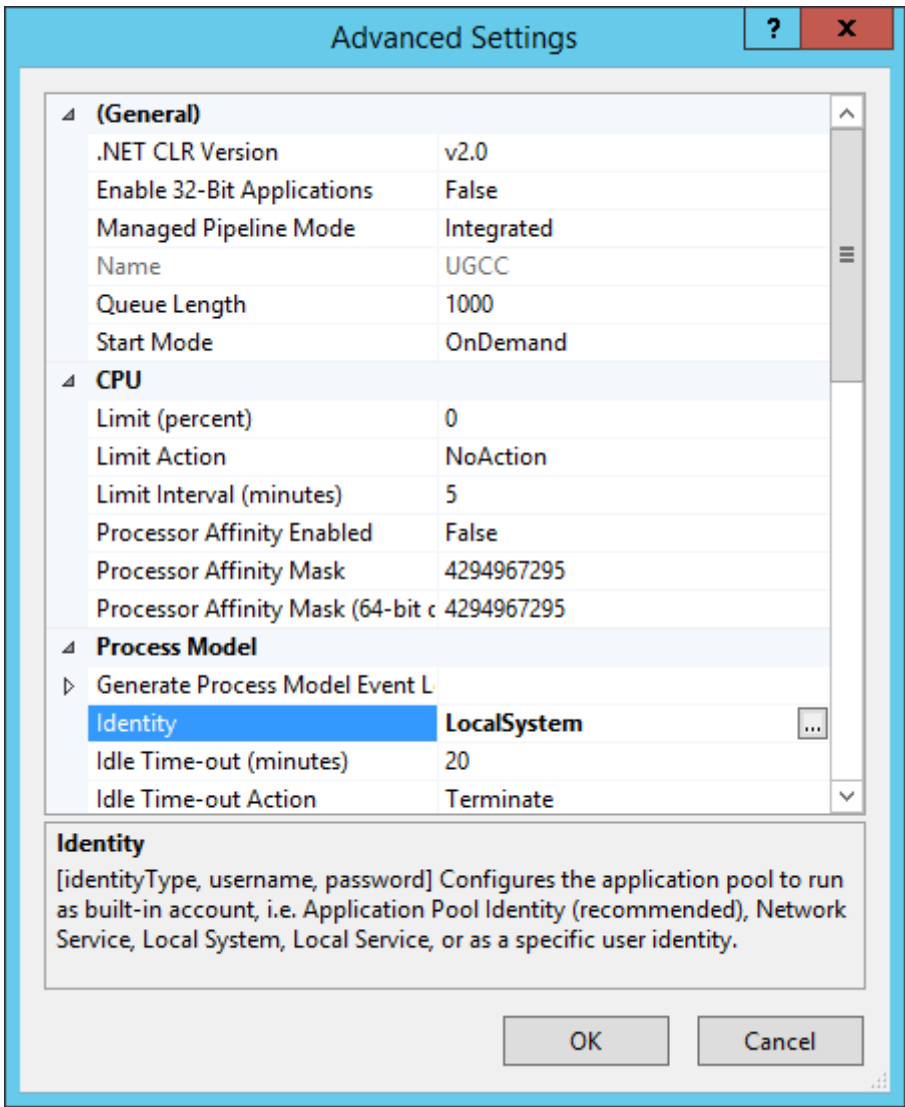 Advanced Settings
?
x
(General)
.NET CLR Version v2.0
Enable 32-Bit Applications False
Managed Pipeline Mode Integrated
Name UGCC
Queue Length 1000
Start Mode OnDemand
CPU
Limit (percent) 0
Limit Action NoAction
Limit Interval (minutes) 5
Processor Affinity Enabled False
Processor Affinity Mask 4294967295
Processor Affinity Mask (64-bit o 4294967295
Process Model
Generate Process Model Event L
Identity LocalSystem ...
Idle Time-out (minutes) 20
Idle Time-out Action Terminate
Identity
[identityType, username, password] Configures the application pool to run
as built-in account, i.e. Application Pool Identity (recommended), Network
Service, Local System, Local Service, or as a specific user identity.
OK Cancel